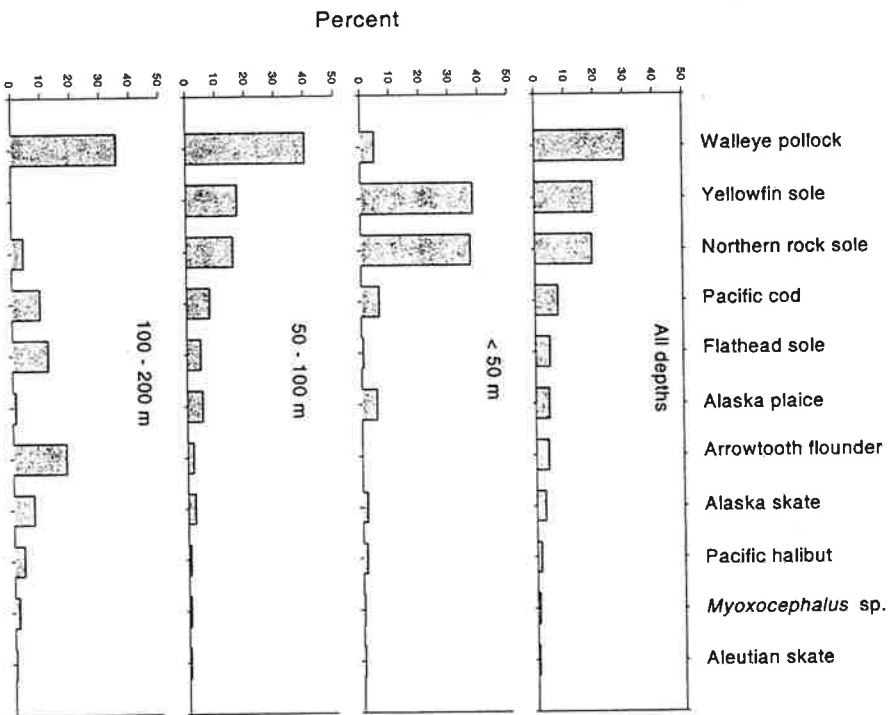 Percent
0 10 20 30 40 50
0 10 20 30 40 50
0 10 20 30 40 50
0 10 20 30 40 50
Walleye pollock
Yellowfin sole
Northern rock sole
Pacific cod
Flathead sole
Alaska plaice
Arrowtooth flounder
Alaska skate
Pacific halibut
Myoxocephalus sp.
Aleutian skate
100 - 200 m
50 - 100 m
< 50 m
All depths